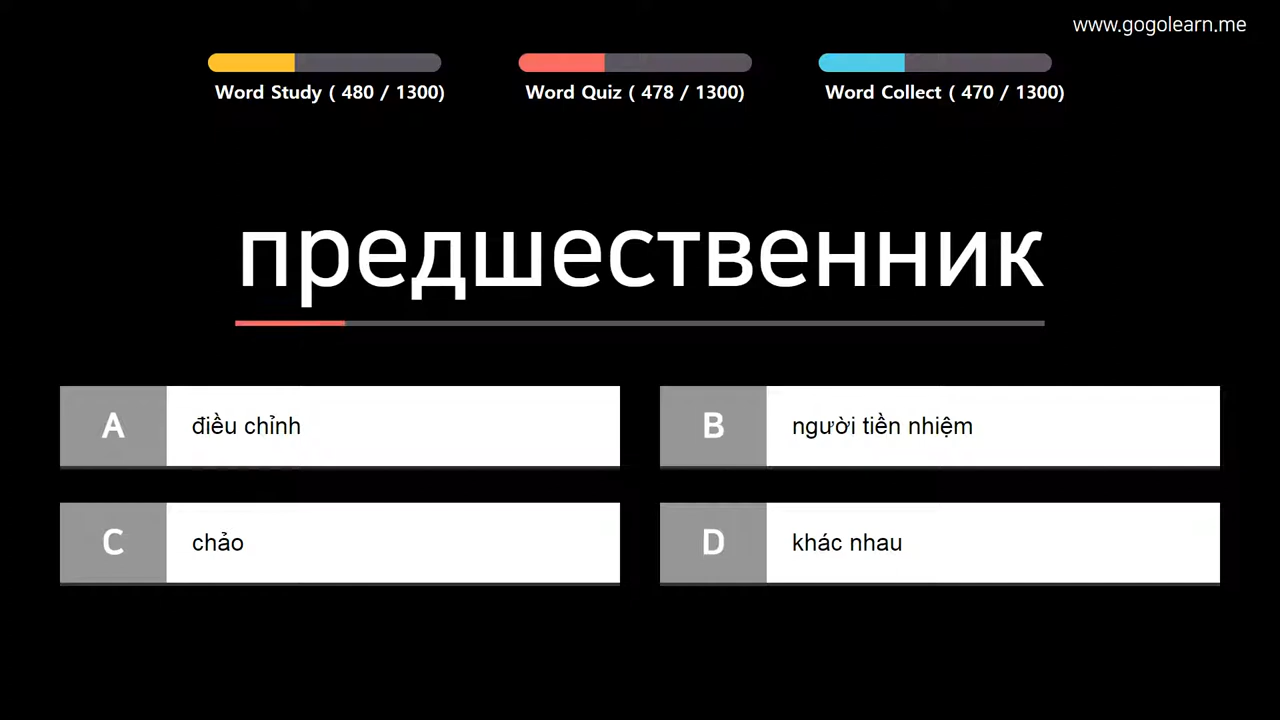 www.gogolearn.me
Word Study ( 480 / 1300)
Word Quiz ( 478 / 1300)
Word Collect ( 470 / 1300)
предшественник
A điều chỉnh
B người tiền nhiệm
C chảo
D khác nhau